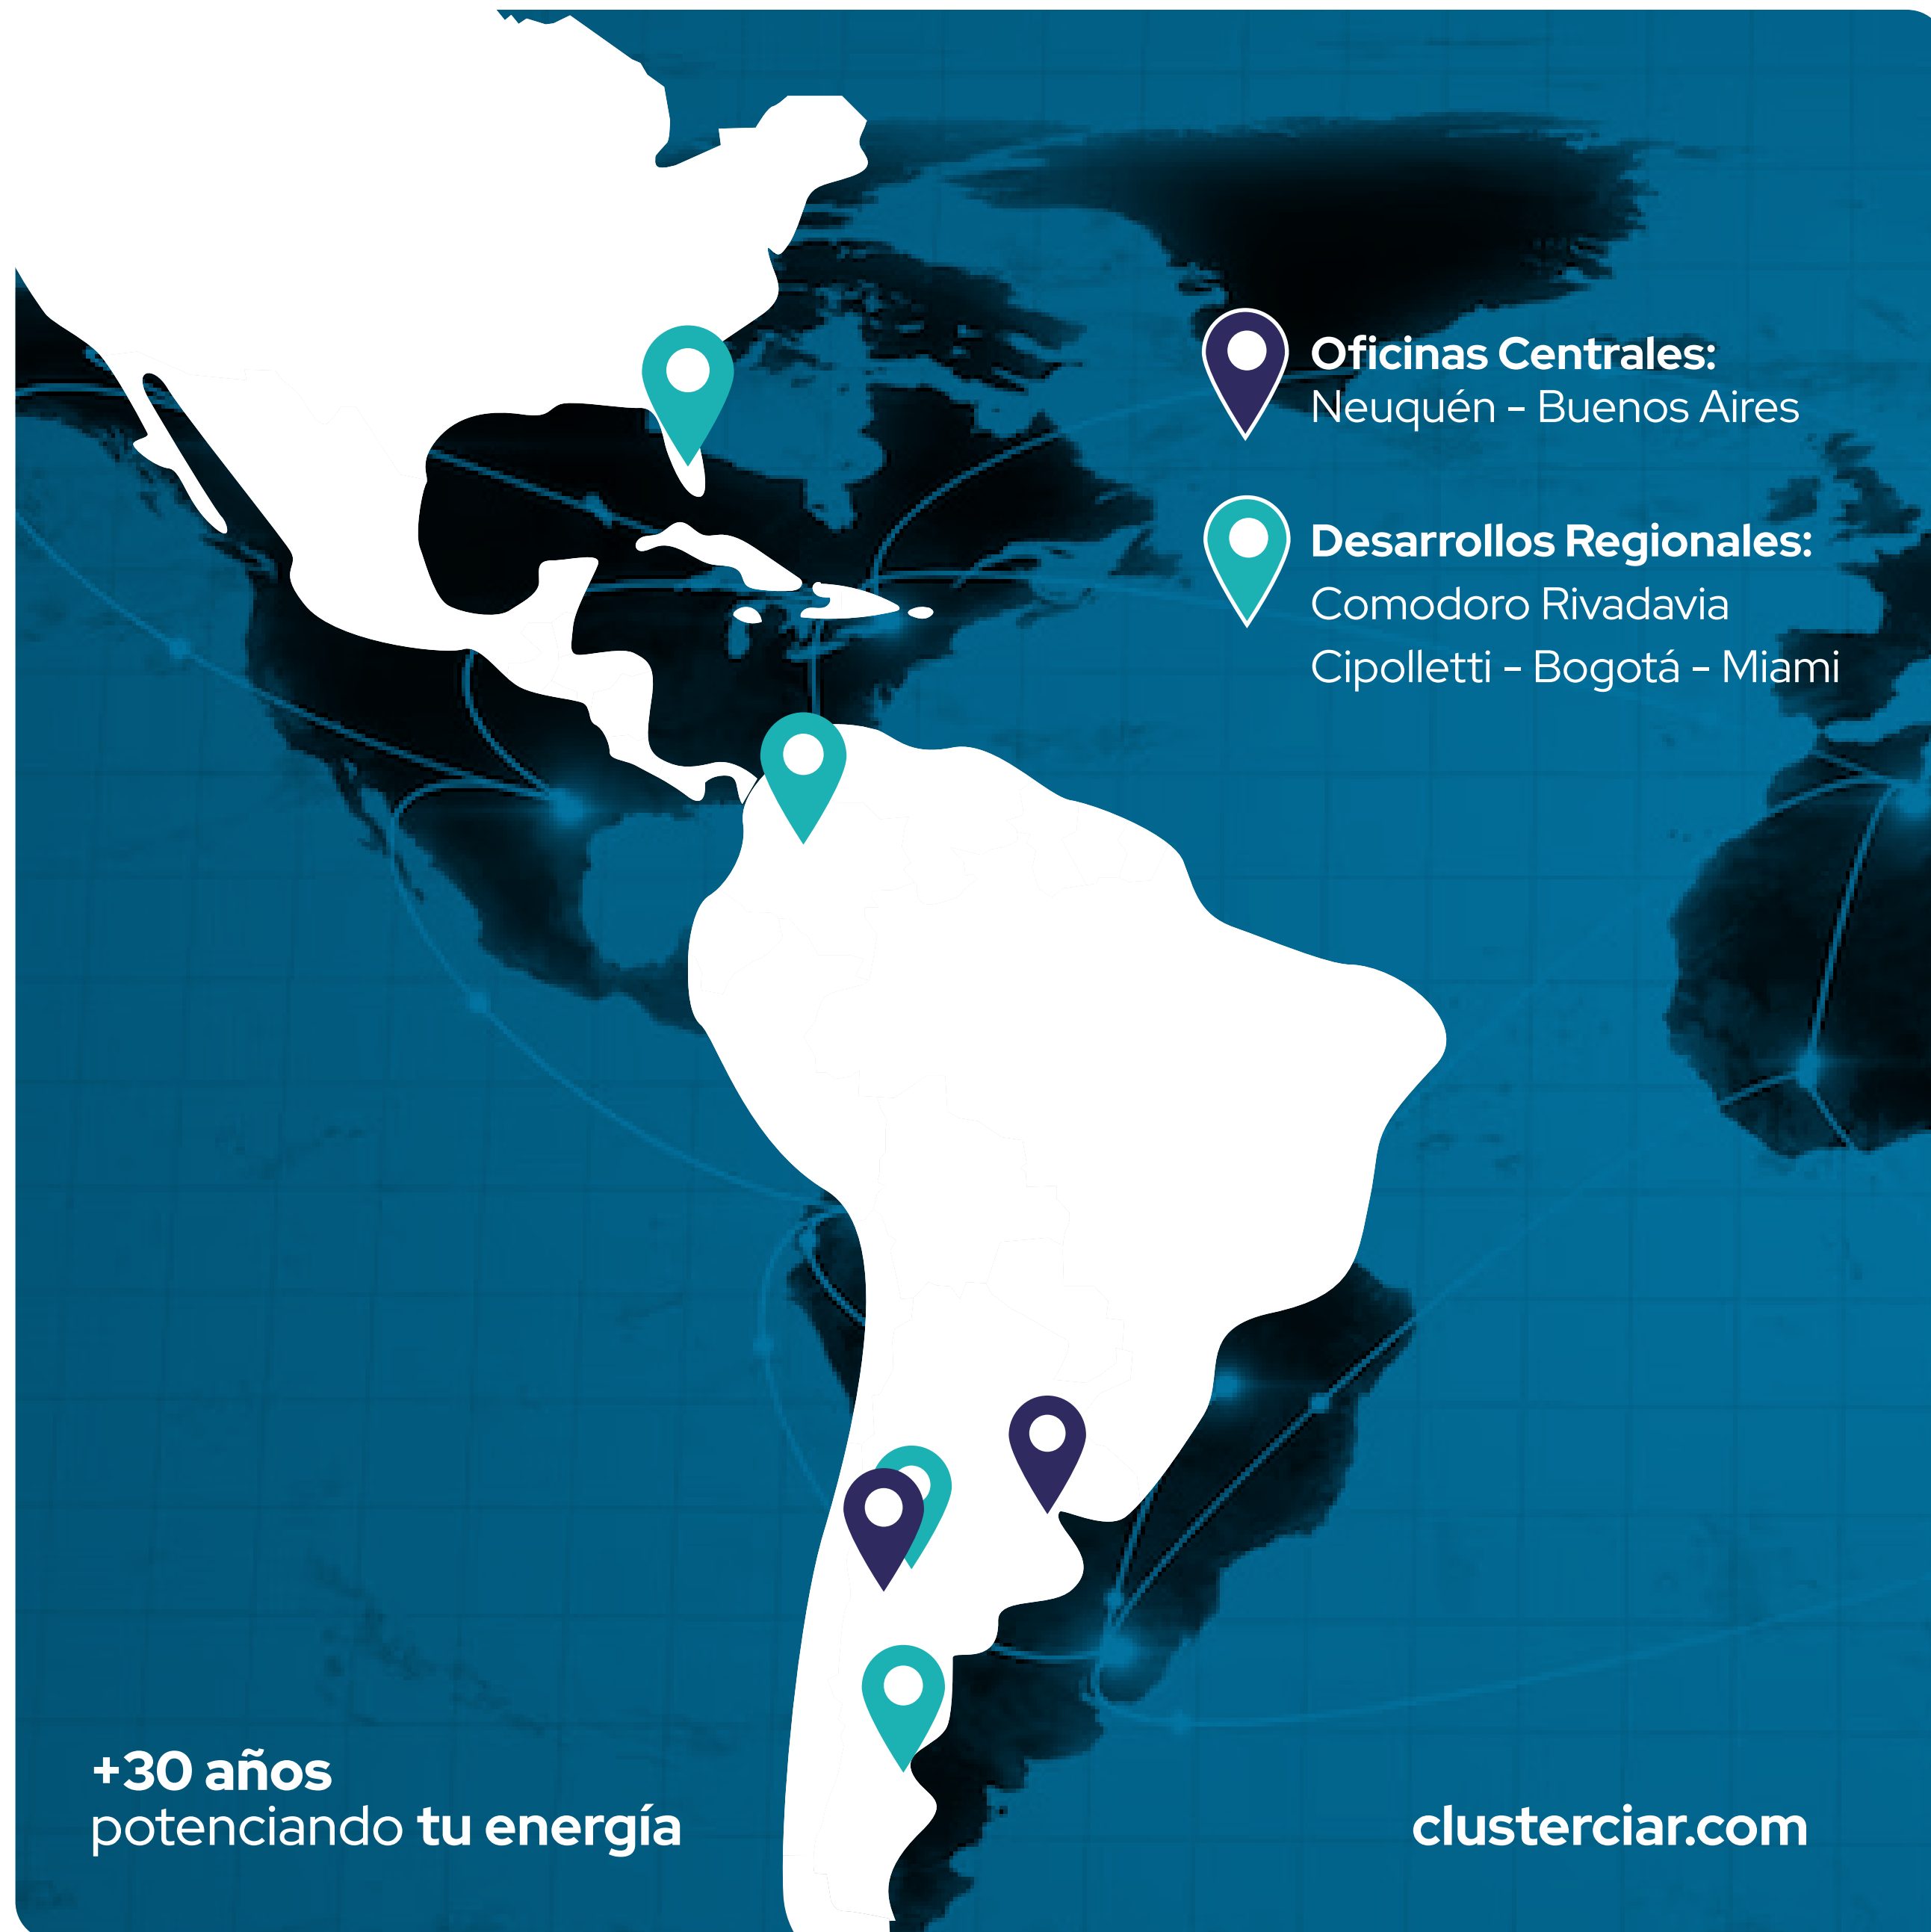 Oficinas Centrales:
Neuquén - Buenos Aires
Desarrollos Regionales:
Comodoro Rivadavia
Cipolletti - Bogotá - Miami
+30 años
potenciando tu energía
clusterciar.com